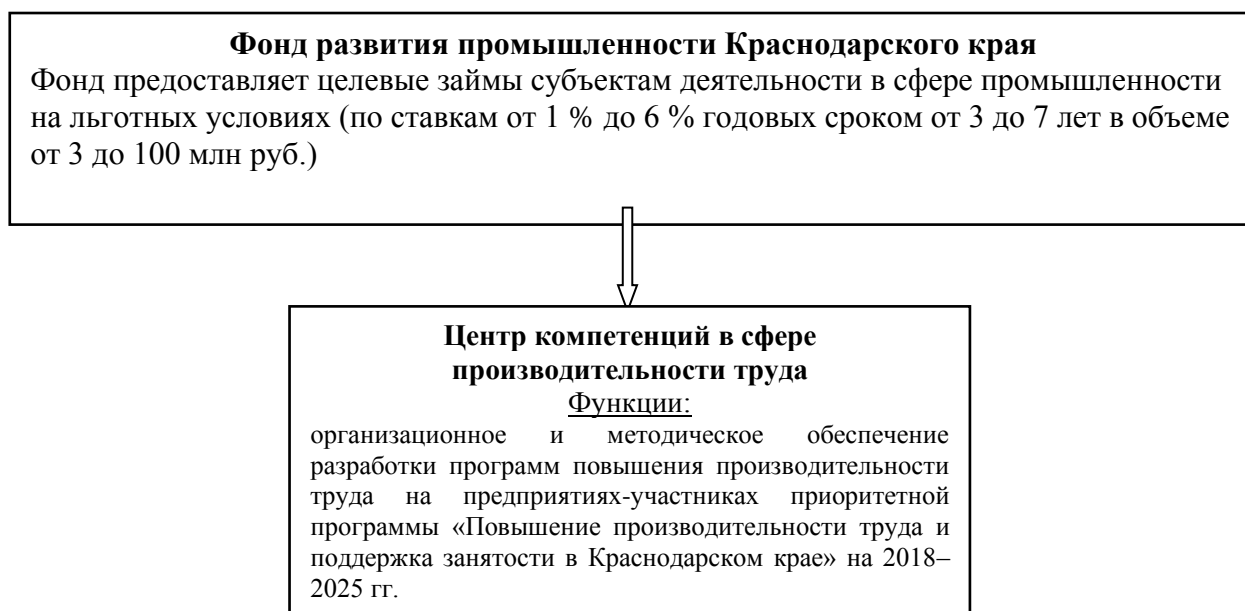 Фонд развития промышленности Краснодарского края
Фонд предоставляет целевые займы субъектам деятельности в сфере промышленности
на льготных условиях (по ставкам от 1 % до 6 % годовых сроком от 3 до 7 лет в объеме
от 3 до 100 млн руб.)
Центр компетенций в сфере
производительности труда
Функции:
организационное и методическое обеспечение
разработки программ повышения производительности
труда на предприятиях-участниках приоритетной
программы «Повышение производительности труда и
поддержка занятости в Краснодарском крае» на 2018–
2025 гг.